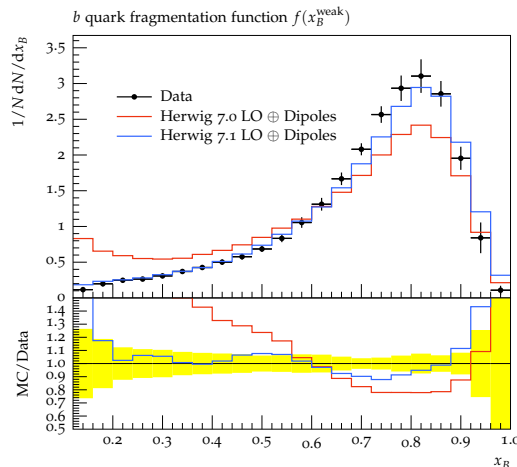 b quark fragmentation function f(x_B^weak)
1/N dN/dx_B
3.5
3
2.5
2
1.5
1
0.5
0
Data
Herwig 7.0 LO ⊕ Dipoles
Herwig 7.1 LO ⊕ Dipoles
MC/Data
1.4
1.3
1.2
1.1
1.0
0.9
0.8
0.7
0.6
0.5
0.2 0.3 0.4 0.5 0.6 0.7 0.8 0.9 1.0
x_B